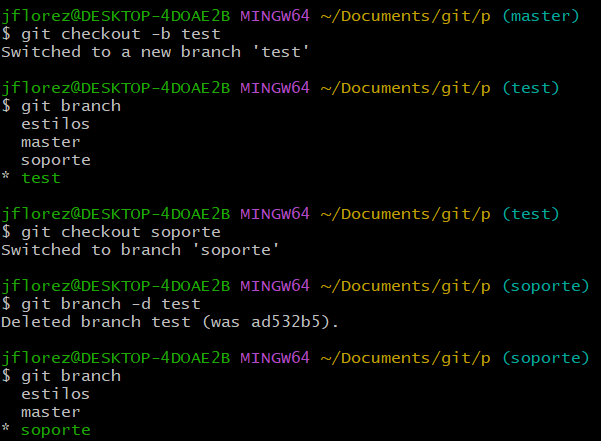 jflorez@DESKTOP-4DOAE2B MINGW64 ~/Documents/git/p (master)
$ git checkout -b test
Switched to a new branch 'test'

jflorez@DESKTOP-4DOAE2B MINGW64 ~/Documents/git/p (test)
$ git branch
  estilos
  master
  soporte
* test

jflorez@DESKTOP-4DOAE2B MINGW64 ~/Documents/git/p (test)
$ git checkout soporte
Switched to branch 'soporte'

jflorez@DESKTOP-4DOAE2B MINGW64 ~/Documents/git/p (soporte)
$ git branch -d test
Deleted branch test (was ad532b5).

jflorez@DESKTOP-4DOAE2B MINGW64 ~/Documents/git/p (soporte)
$ git branch
  estilos
  master
* soporte